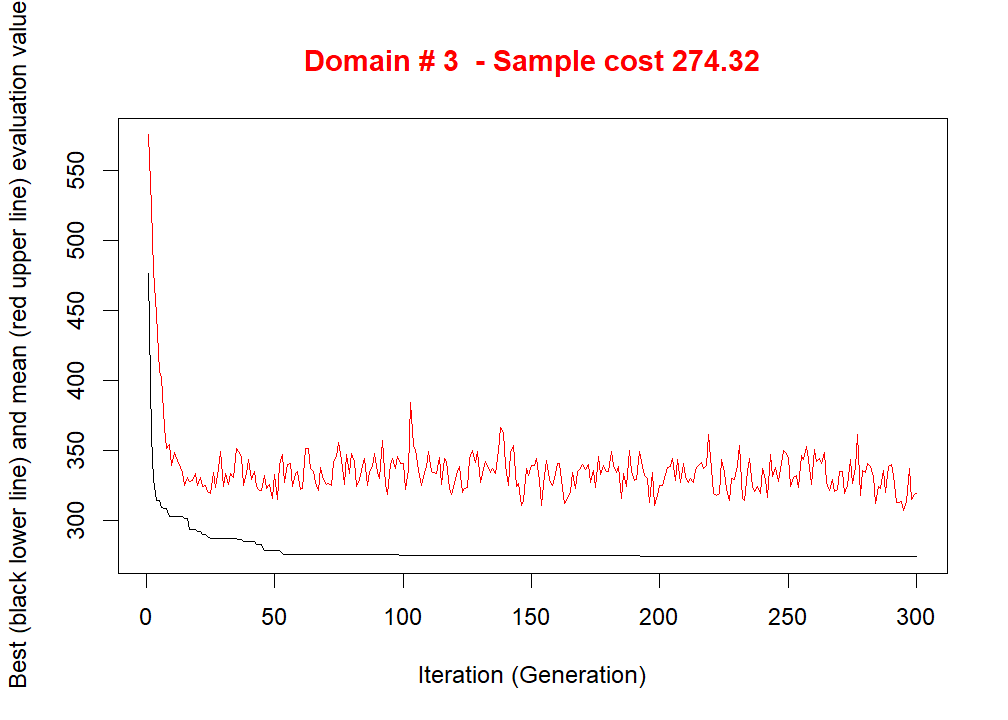 Domain # 3  - Sample cost 274.32
Best (black lower line) and mean (red upper line) evaluation value
550
500
450
400
350
300
0 50 100 150 200 250 300
Iteration (Generation)